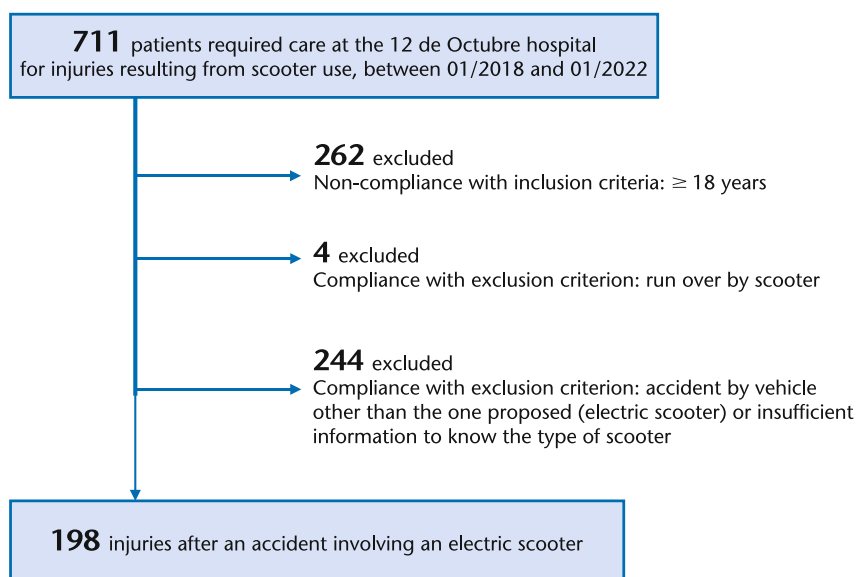 711 patients required care at the 12 de Octubre hospital
for injuries resulting from scooter use, between 01/2018 and 01/2022
262 excluded
Non-compliance with inclusion criteria: ≥ 18 years
4 excluded
Compliance with exclusion criterion: run over by scooter
244 excluded
Compliance with exclusion criterion: accident by vehicle
other than the one proposed (electric scooter) or insufficient
information to know the type of scooter
198 injuries after an accident involving an electric scooter